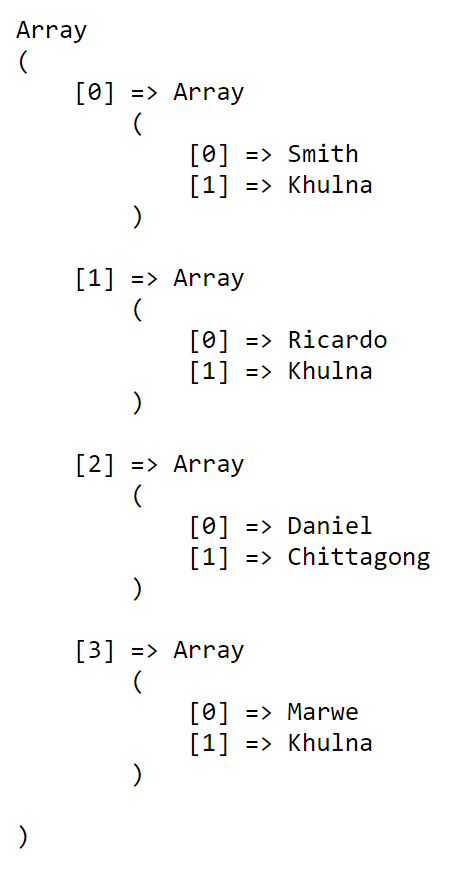 Array
(
    [0] => Array
        (
            [0] => Smith
            [1] => Khulna
        )

    [1] => Array
        (
            [0] => Ricardo
            [1] => Khulna
        )

    [2] => Array
        (
            [0] => Daniel
            [1] => Chittagong
        )

    [3] => Array
        (
            [0] => Marwe
            [1] => Khulna
        )

)